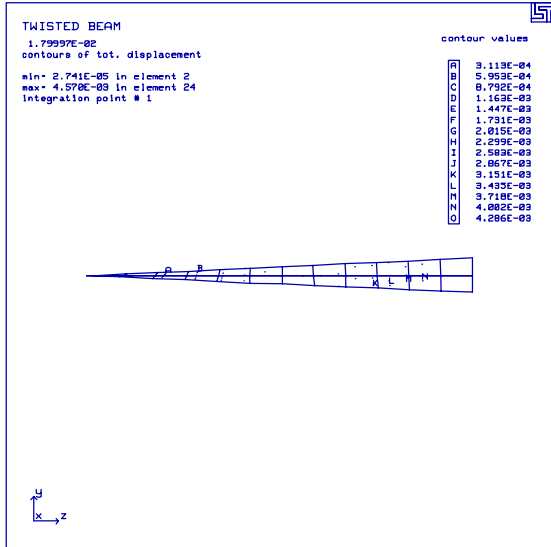 TWISTED BEAM
1.79997E-02
contours of tot. displacement
min= 2.741E-05 in element 2
max= 4.570E-03 in element 24
integration point # 1
contour values
A 3.113E-04
B 5.953E-04
C 8.792E-04
D 1.163E-03
E 1.447E-03
F 1.731E-03
G 2.015E-03
H 2.299E-03
I 2.583E-03
J 2.867E-03
K 3.151E-03
L 3.435E-03
M 3.718E-03
N 4.002E-03
O 4.286E-03
A B
K L M N
y
x z